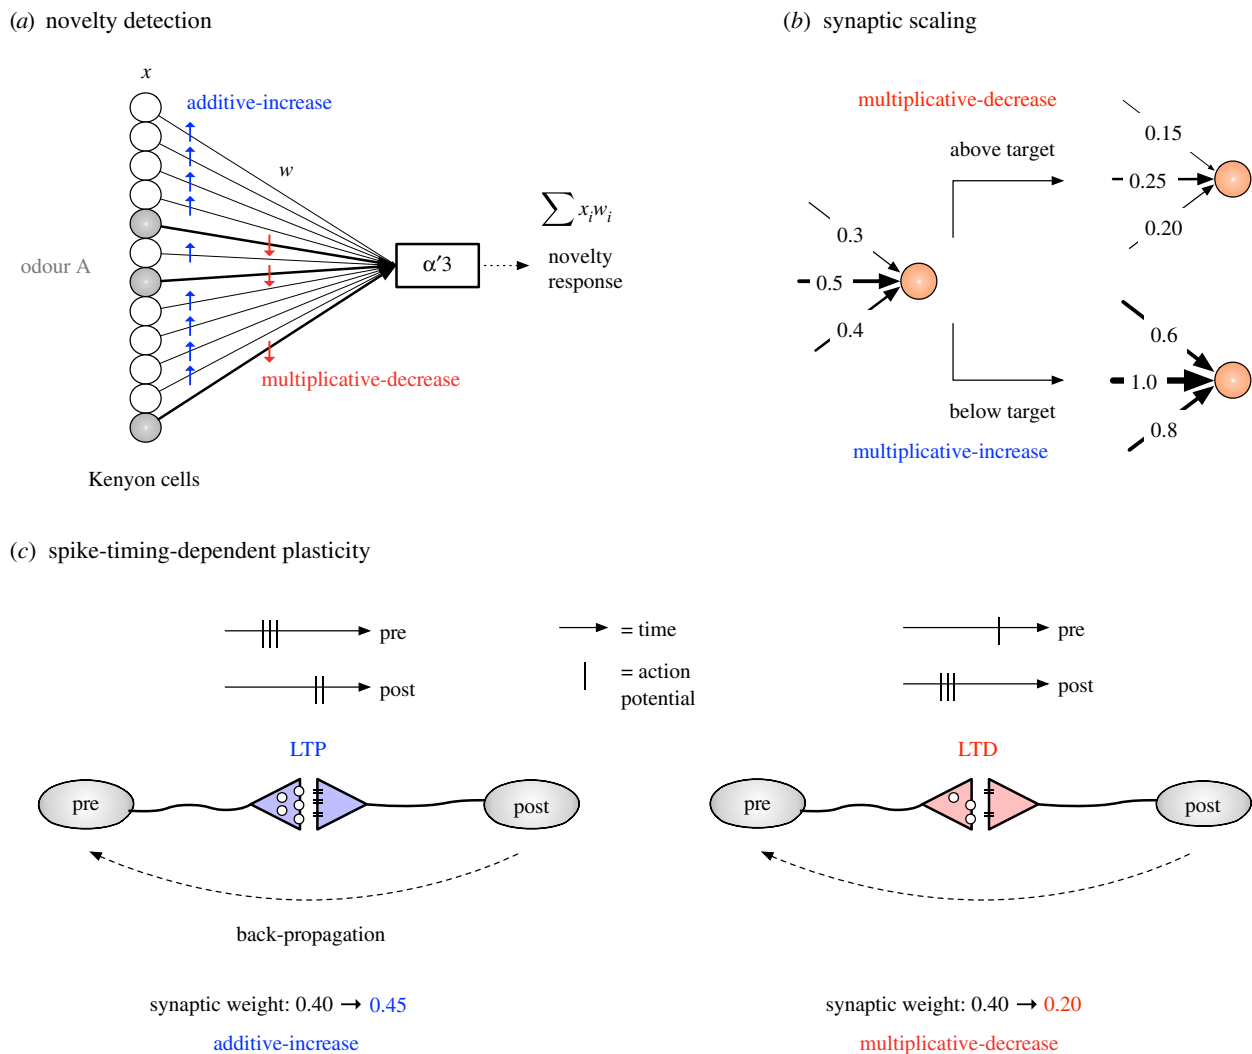 (a) novelty detection
x
additive-increase
w
odour A
α′3
∑ xᵢwᵢ
novelty
response
multiplicative-decrease
Kenyon cells
(b) synaptic scaling
multiplicative-decrease
above target
0.15
0.25
0.20
0.3
0.5
0.4
0.6
1.0
0.8
below target
multiplicative-increase
(c) spike-timing-dependent plasticity
pre
post
= time
= action
potential
pre
post
LTP
pre
post
back-propagation
synaptic weight: 0.40 → 0.45
additive-increase
LTD
pre
post
synaptic weight: 0.40 → 0.20
multiplicative-decrease